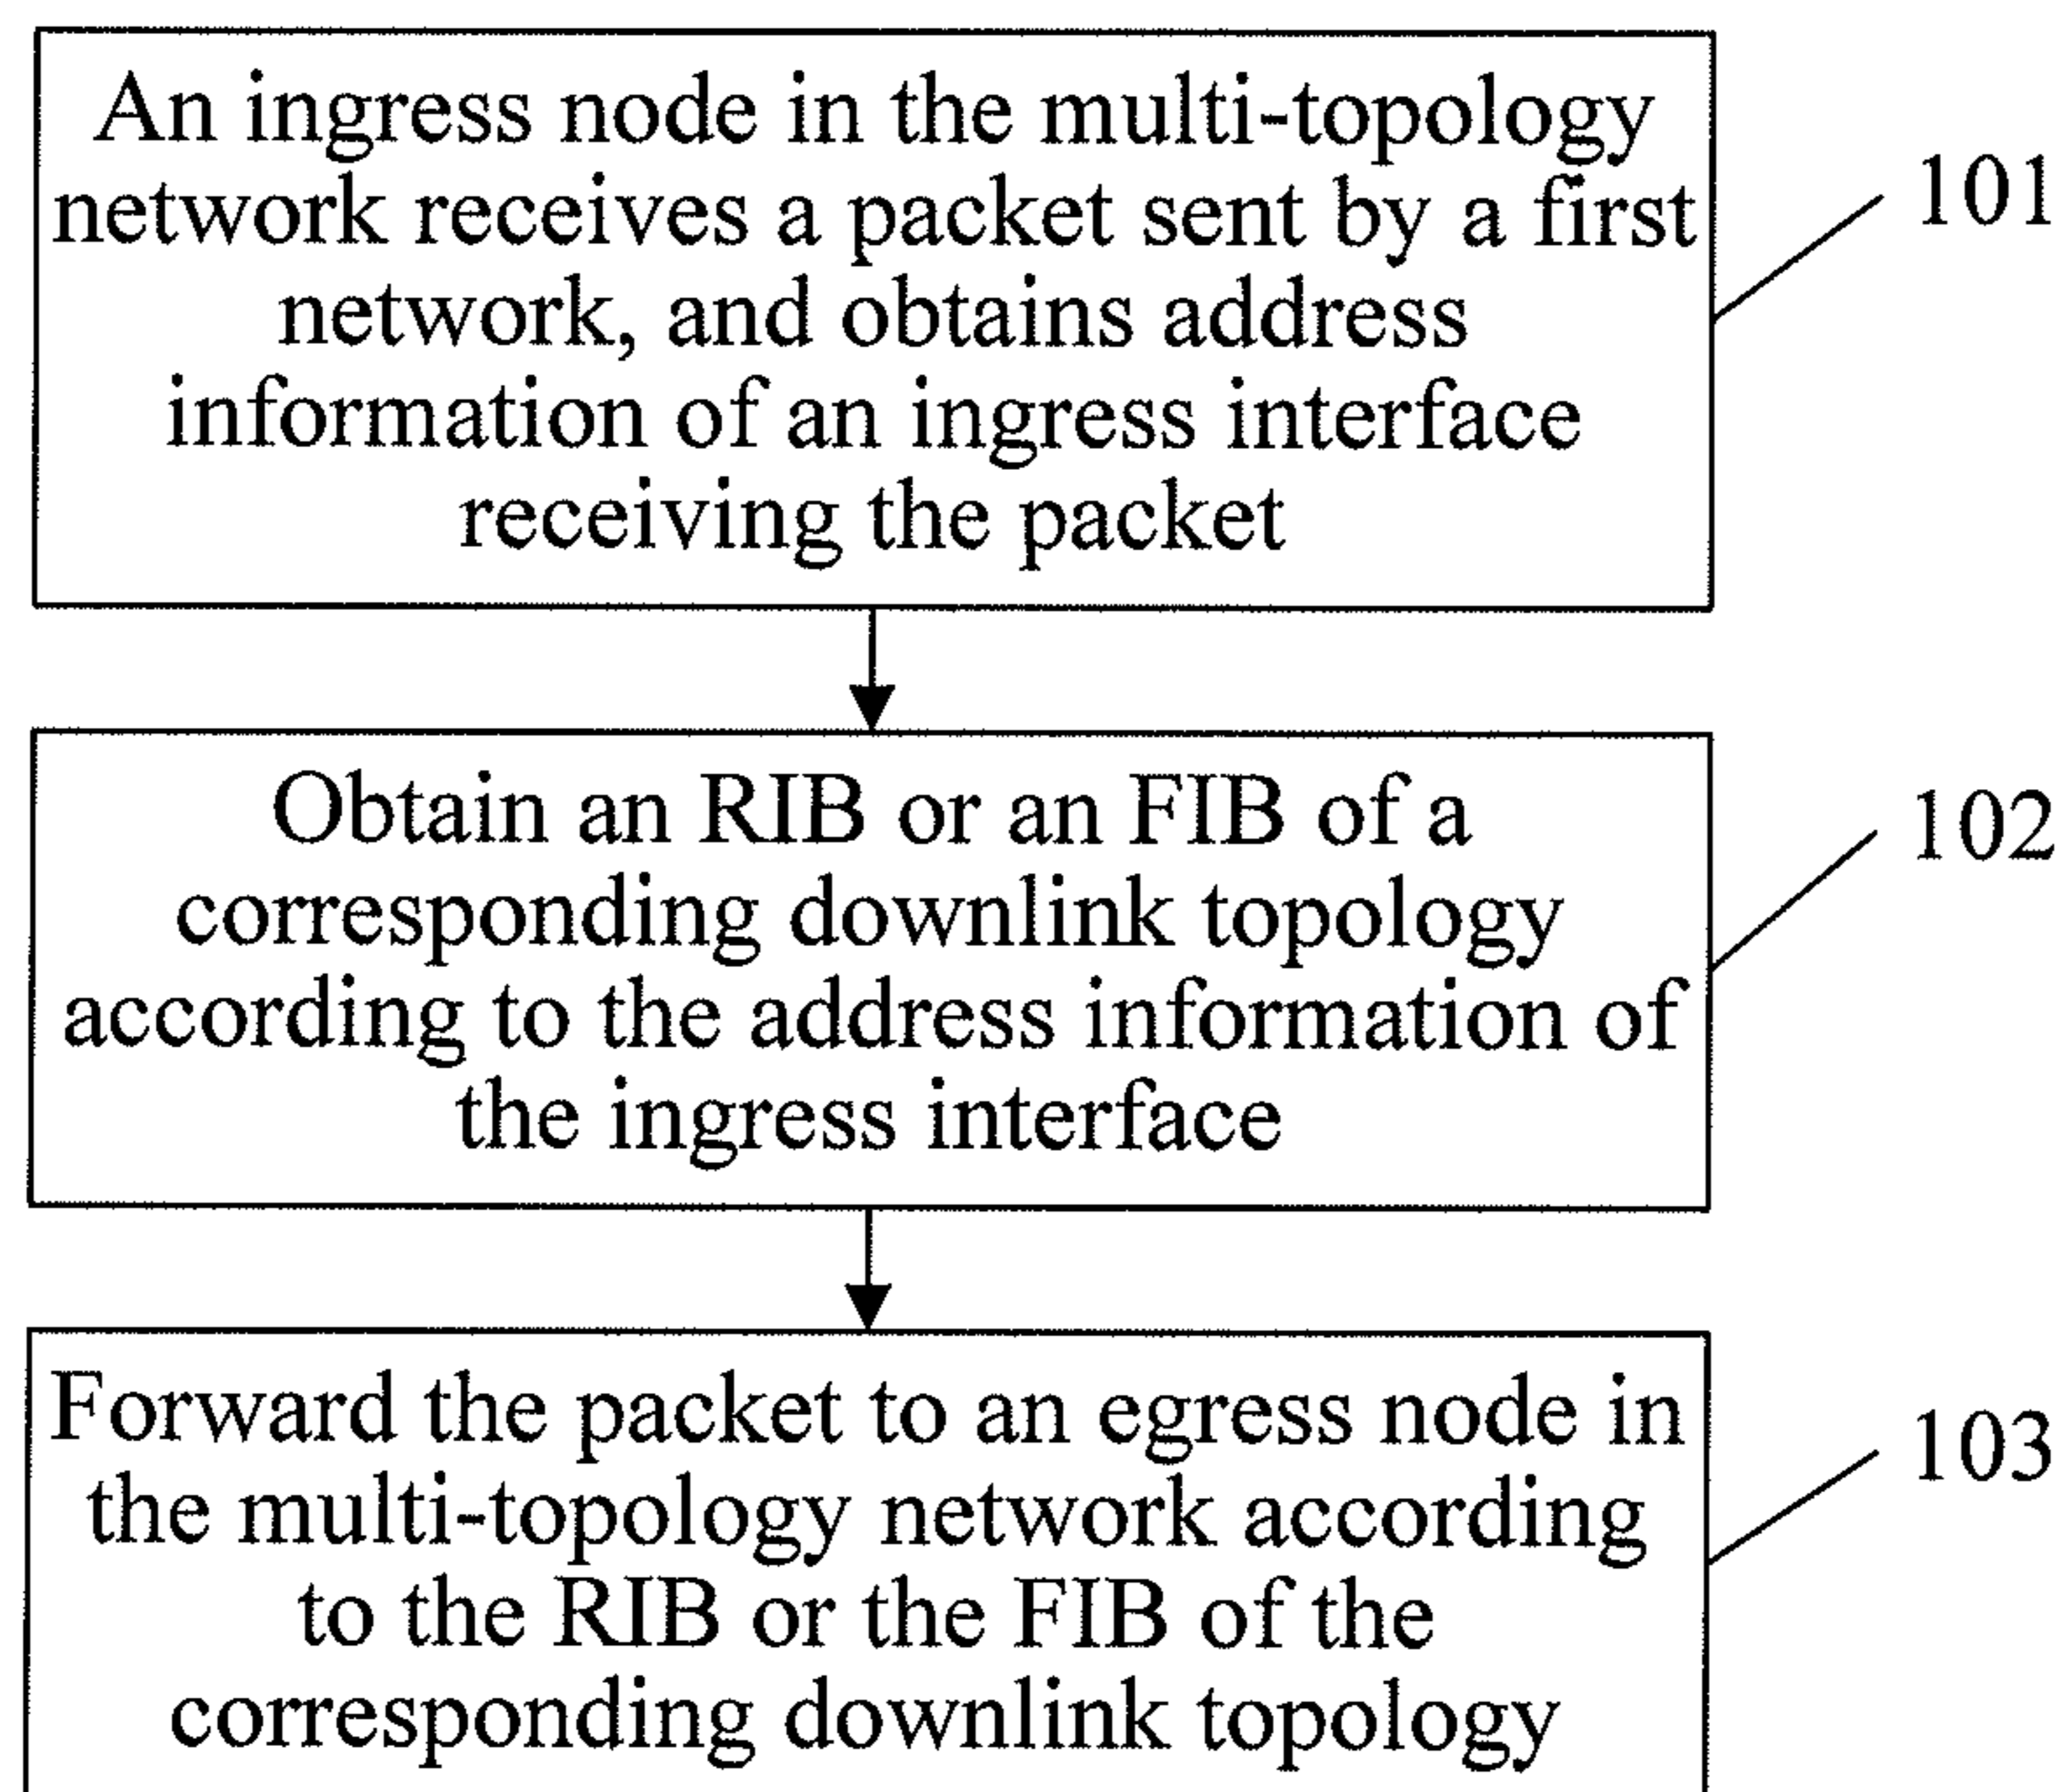 An ingress node in the multi-topology
network receives a packet sent by a first
network, and obtains address
information of an ingress interface
receiving the packet
101
Obtain an RIB or an FIB of a
corresponding downlink topology
according to the address information of
the ingress interface
102
Forward the packet to an egress node in
the multi-topology network according
to the RIB or the FIB of the
corresponding downlink topology
103